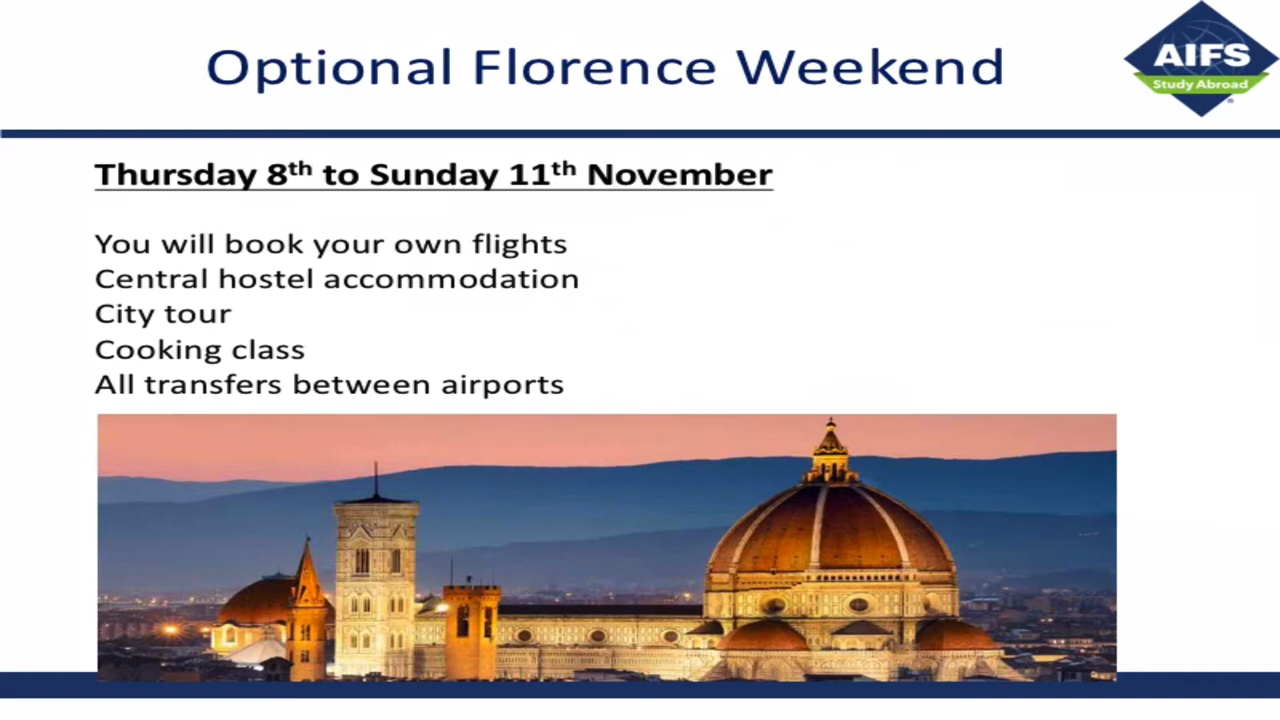 Optional Florence Weekend
AIFS
Study Abroad
Thursday 8th to Sunday 11th November
You will book your own flights
Central hostel accommodation
City tour
Cooking class
All transfers between airports